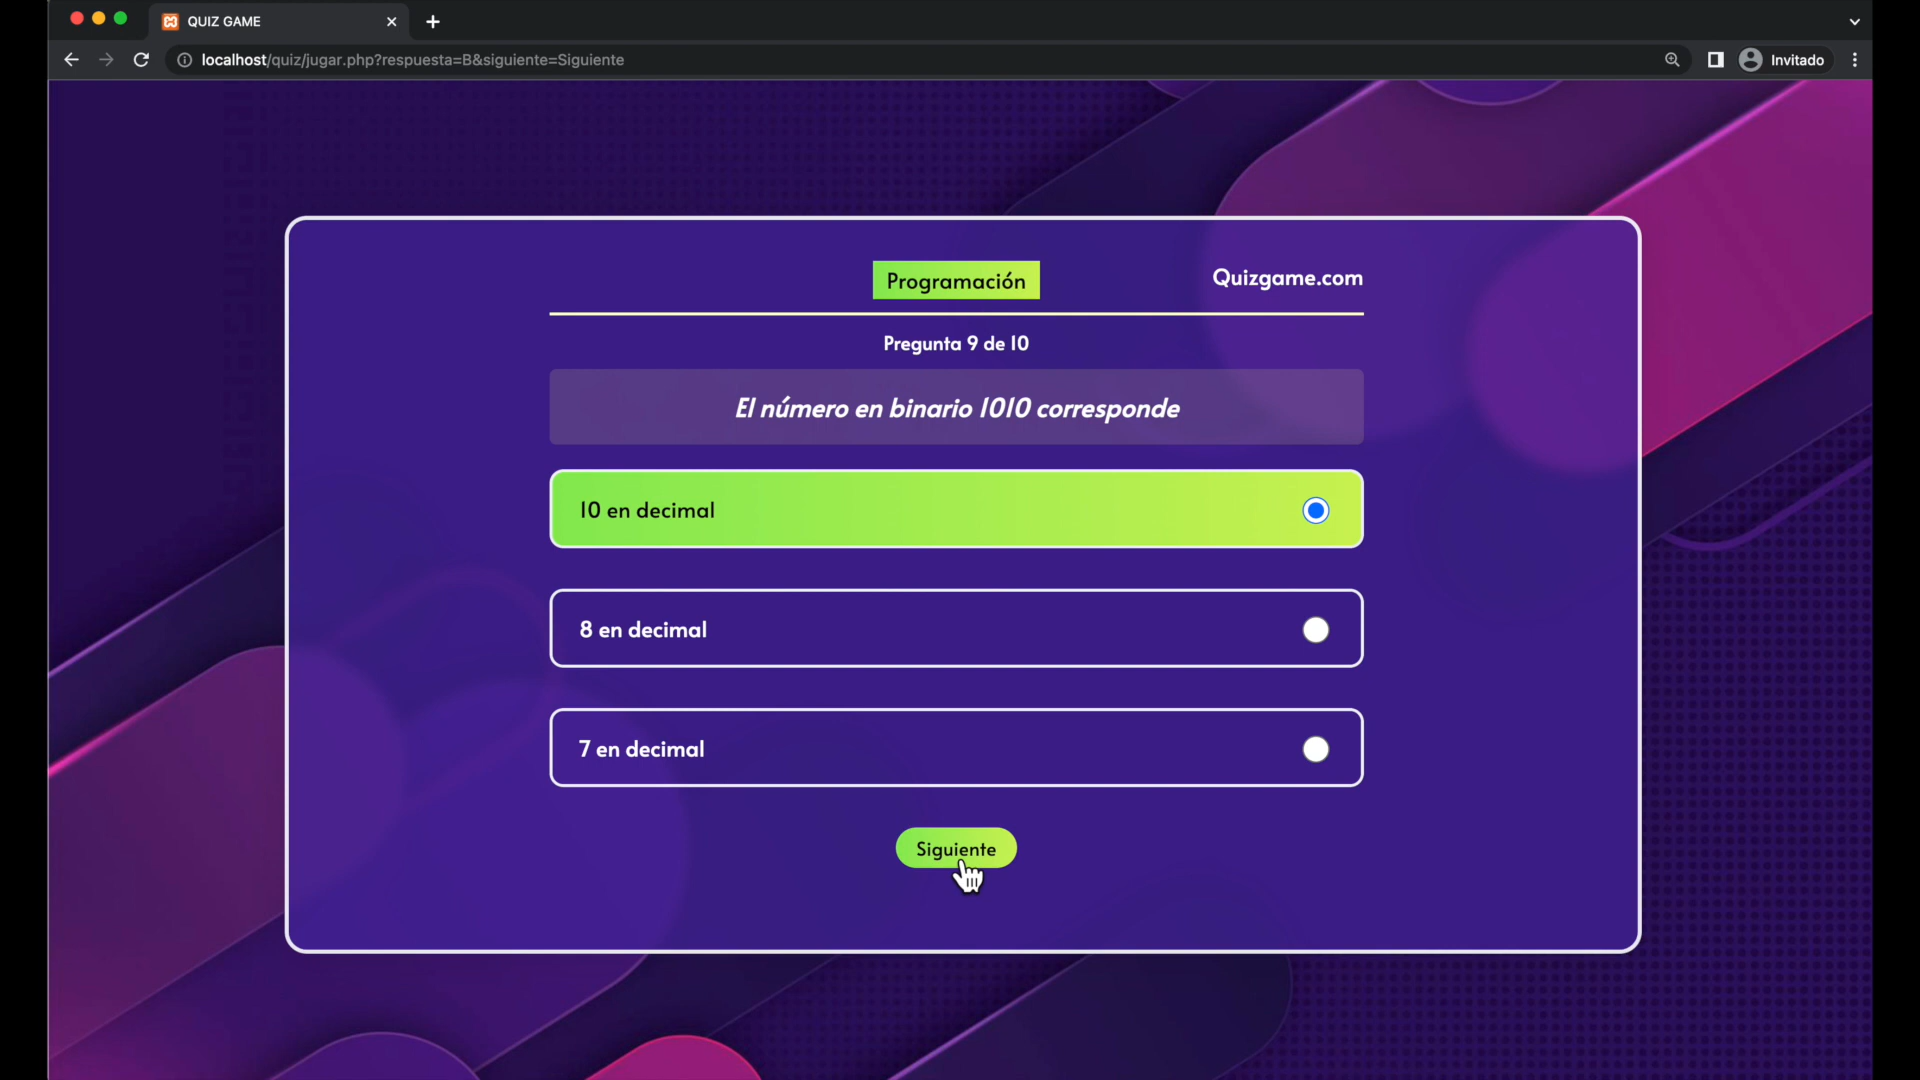 QUIZ GAME
localhost/quiz/jugar.php?respuesta=B&siguiente=Siguiente
Invitado
Programación
Quizgame.com
Pregunta 9 de 10
El número en binario 1010 corresponde
10 en decimal
8 en decimal
7 en decimal
Siguiente